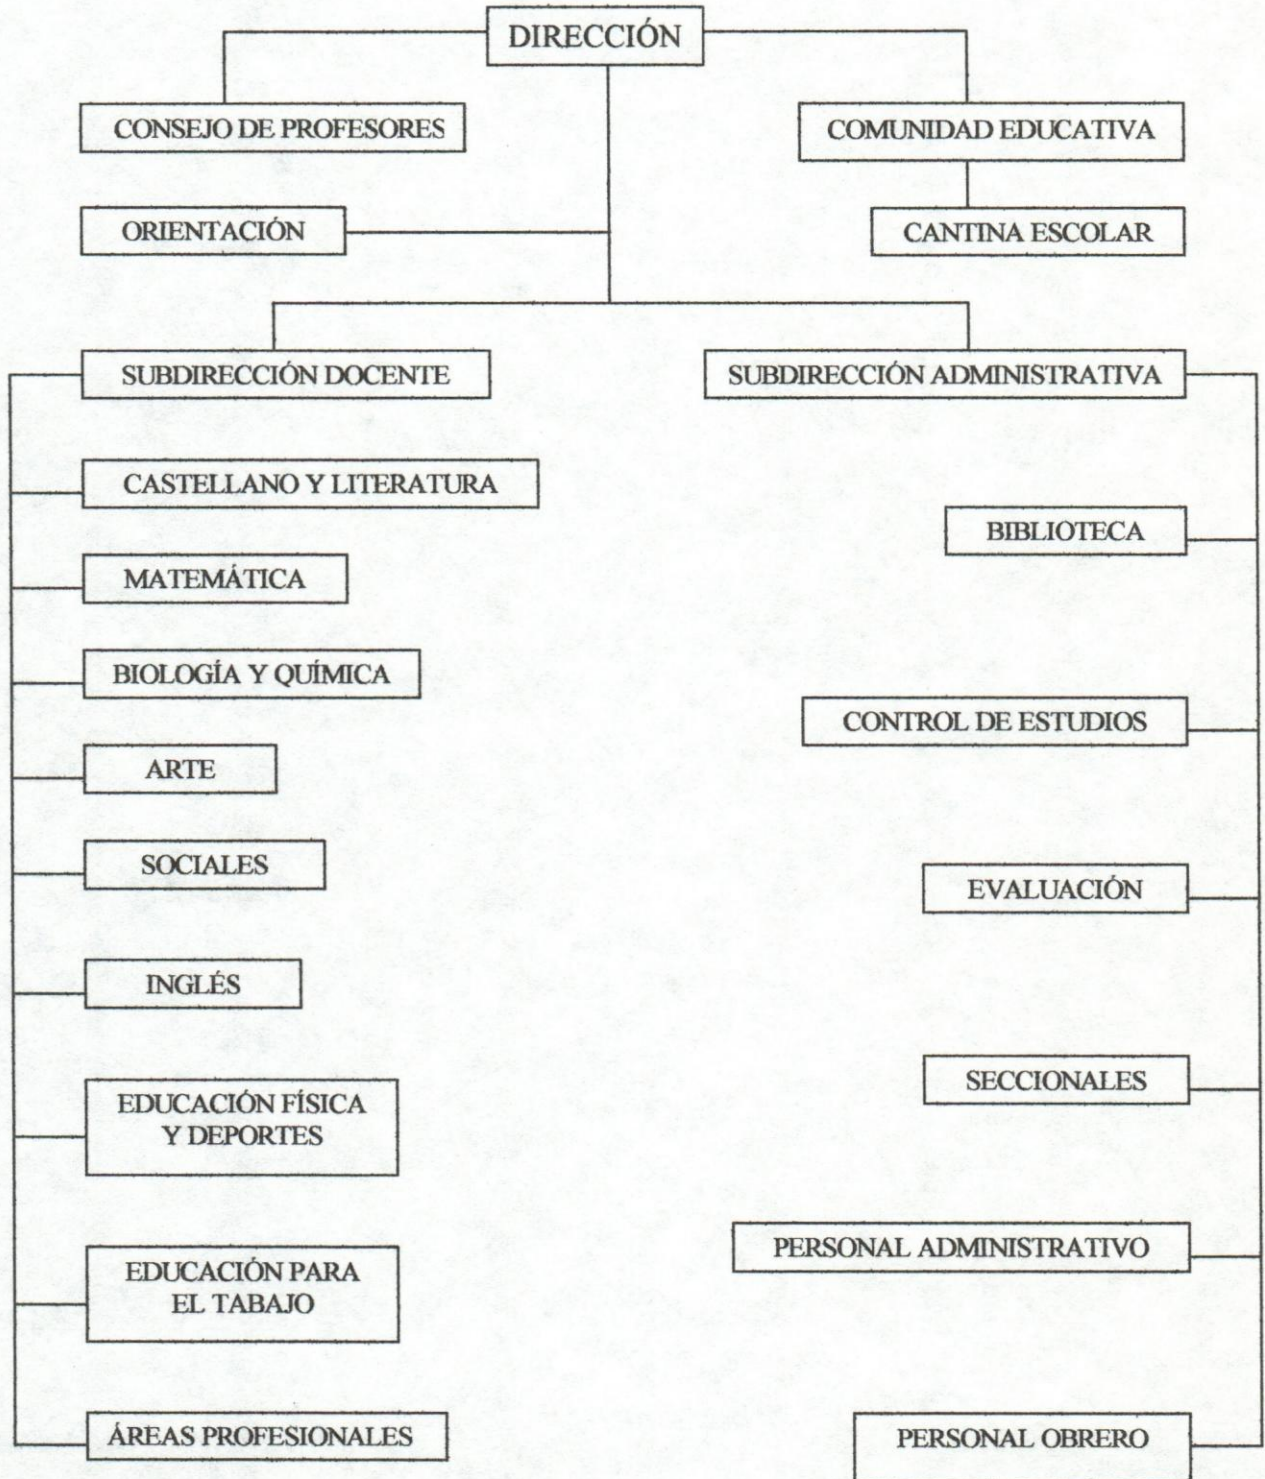 DIRECCIÓN
CONSEJO DE PROFESORES
COMUNIDAD EDUCATIVA
ORIENTACIÓN
CANTINA ESCOLAR
SUBDIRECCIÓN DOCENTE
SUBDIRECCIÓN ADMINISTRATIVA
CASTELLANO Y LITERATURA
BIBLIOTECA
MATEMÁTICA
BIOLOGÍA Y QUÍMICA
CONTROL DE ESTUDIOS
ARTE
SOCIALES
EVALUACIÓN
INGLÉS
SECCIONALES
EDUCACIÓN FÍSICA
Y DEPORTES
PERSONAL ADMINISTRATIVO
EDUCACIÓN PARA
EL TABAJO
ÁREAS PROFESIONALES
PERSONAL OBRERO